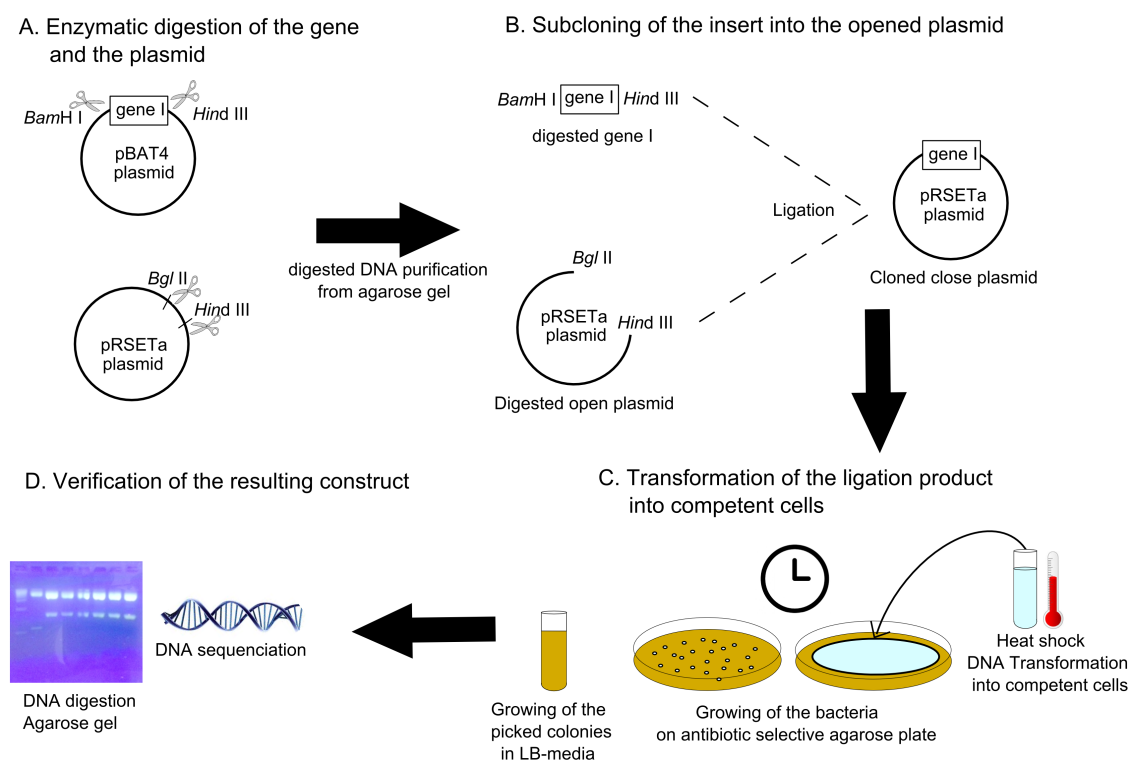 A. Enzymatic digestion of the gene
and the plasmid
BamH I
gene I
Hind III
pBAT4
plasmid
Bgl II
Hind III
pRSETa
plasmid
digested DNA purification
from agarose gel
B. Subcloning of the insert into the opened plasmid
BamH I gene I Hind III
digested gene I
Ligation
gene I
pRSETa
plasmid
Cloned close plasmid
Bgl II
pRSETa
plasmid
Hind III
Digested open plasmid
C. Transformation of the ligation product
into competent cells
Heat shock
DNA Transformation
into competent cells
Growing of the bacteria
on antibiotic selective agarose plate
Growing of the
picked colonies
in LB-media
D. Verification of the resulting construct
DNA sequenciation
DNA digestion
Agarose gel